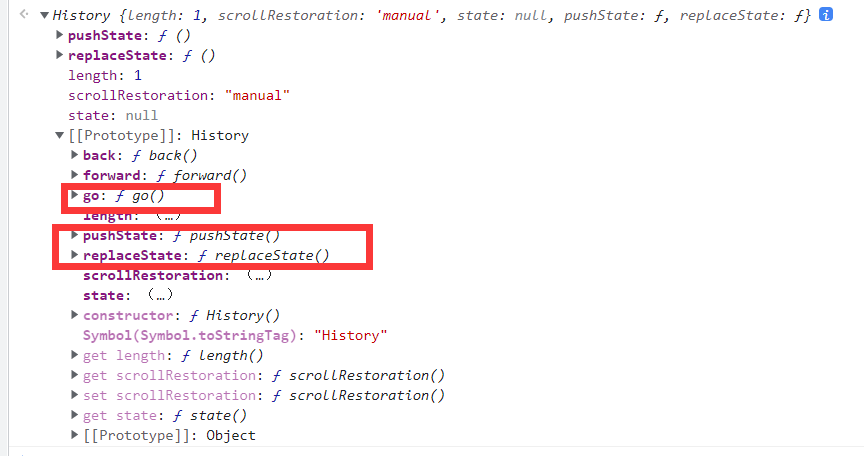 History {length: 1, scrollRestoration: 'manual', state: null, pushState: ƒ, replaceState: ƒ} i
pushState: ƒ ()
replaceState: ƒ ()
length: 1
scrollRestoration: "manual"
state: null
[[Prototype]]: History
back: ƒ back()
forward: ƒ forward()
go: ƒ go()
length: (…)
pushState: ƒ pushState()
replaceState: ƒ replaceState()
scrollRestoration: (…)
state: (…)
constructor: ƒ History()
Symbol(Symbol.toStringTag): "History"
get length: ƒ length()
get scrollRestoration: ƒ scrollRestoration()
set scrollRestoration: ƒ scrollRestoration()
get state: ƒ state()
[[Prototype]]: Object